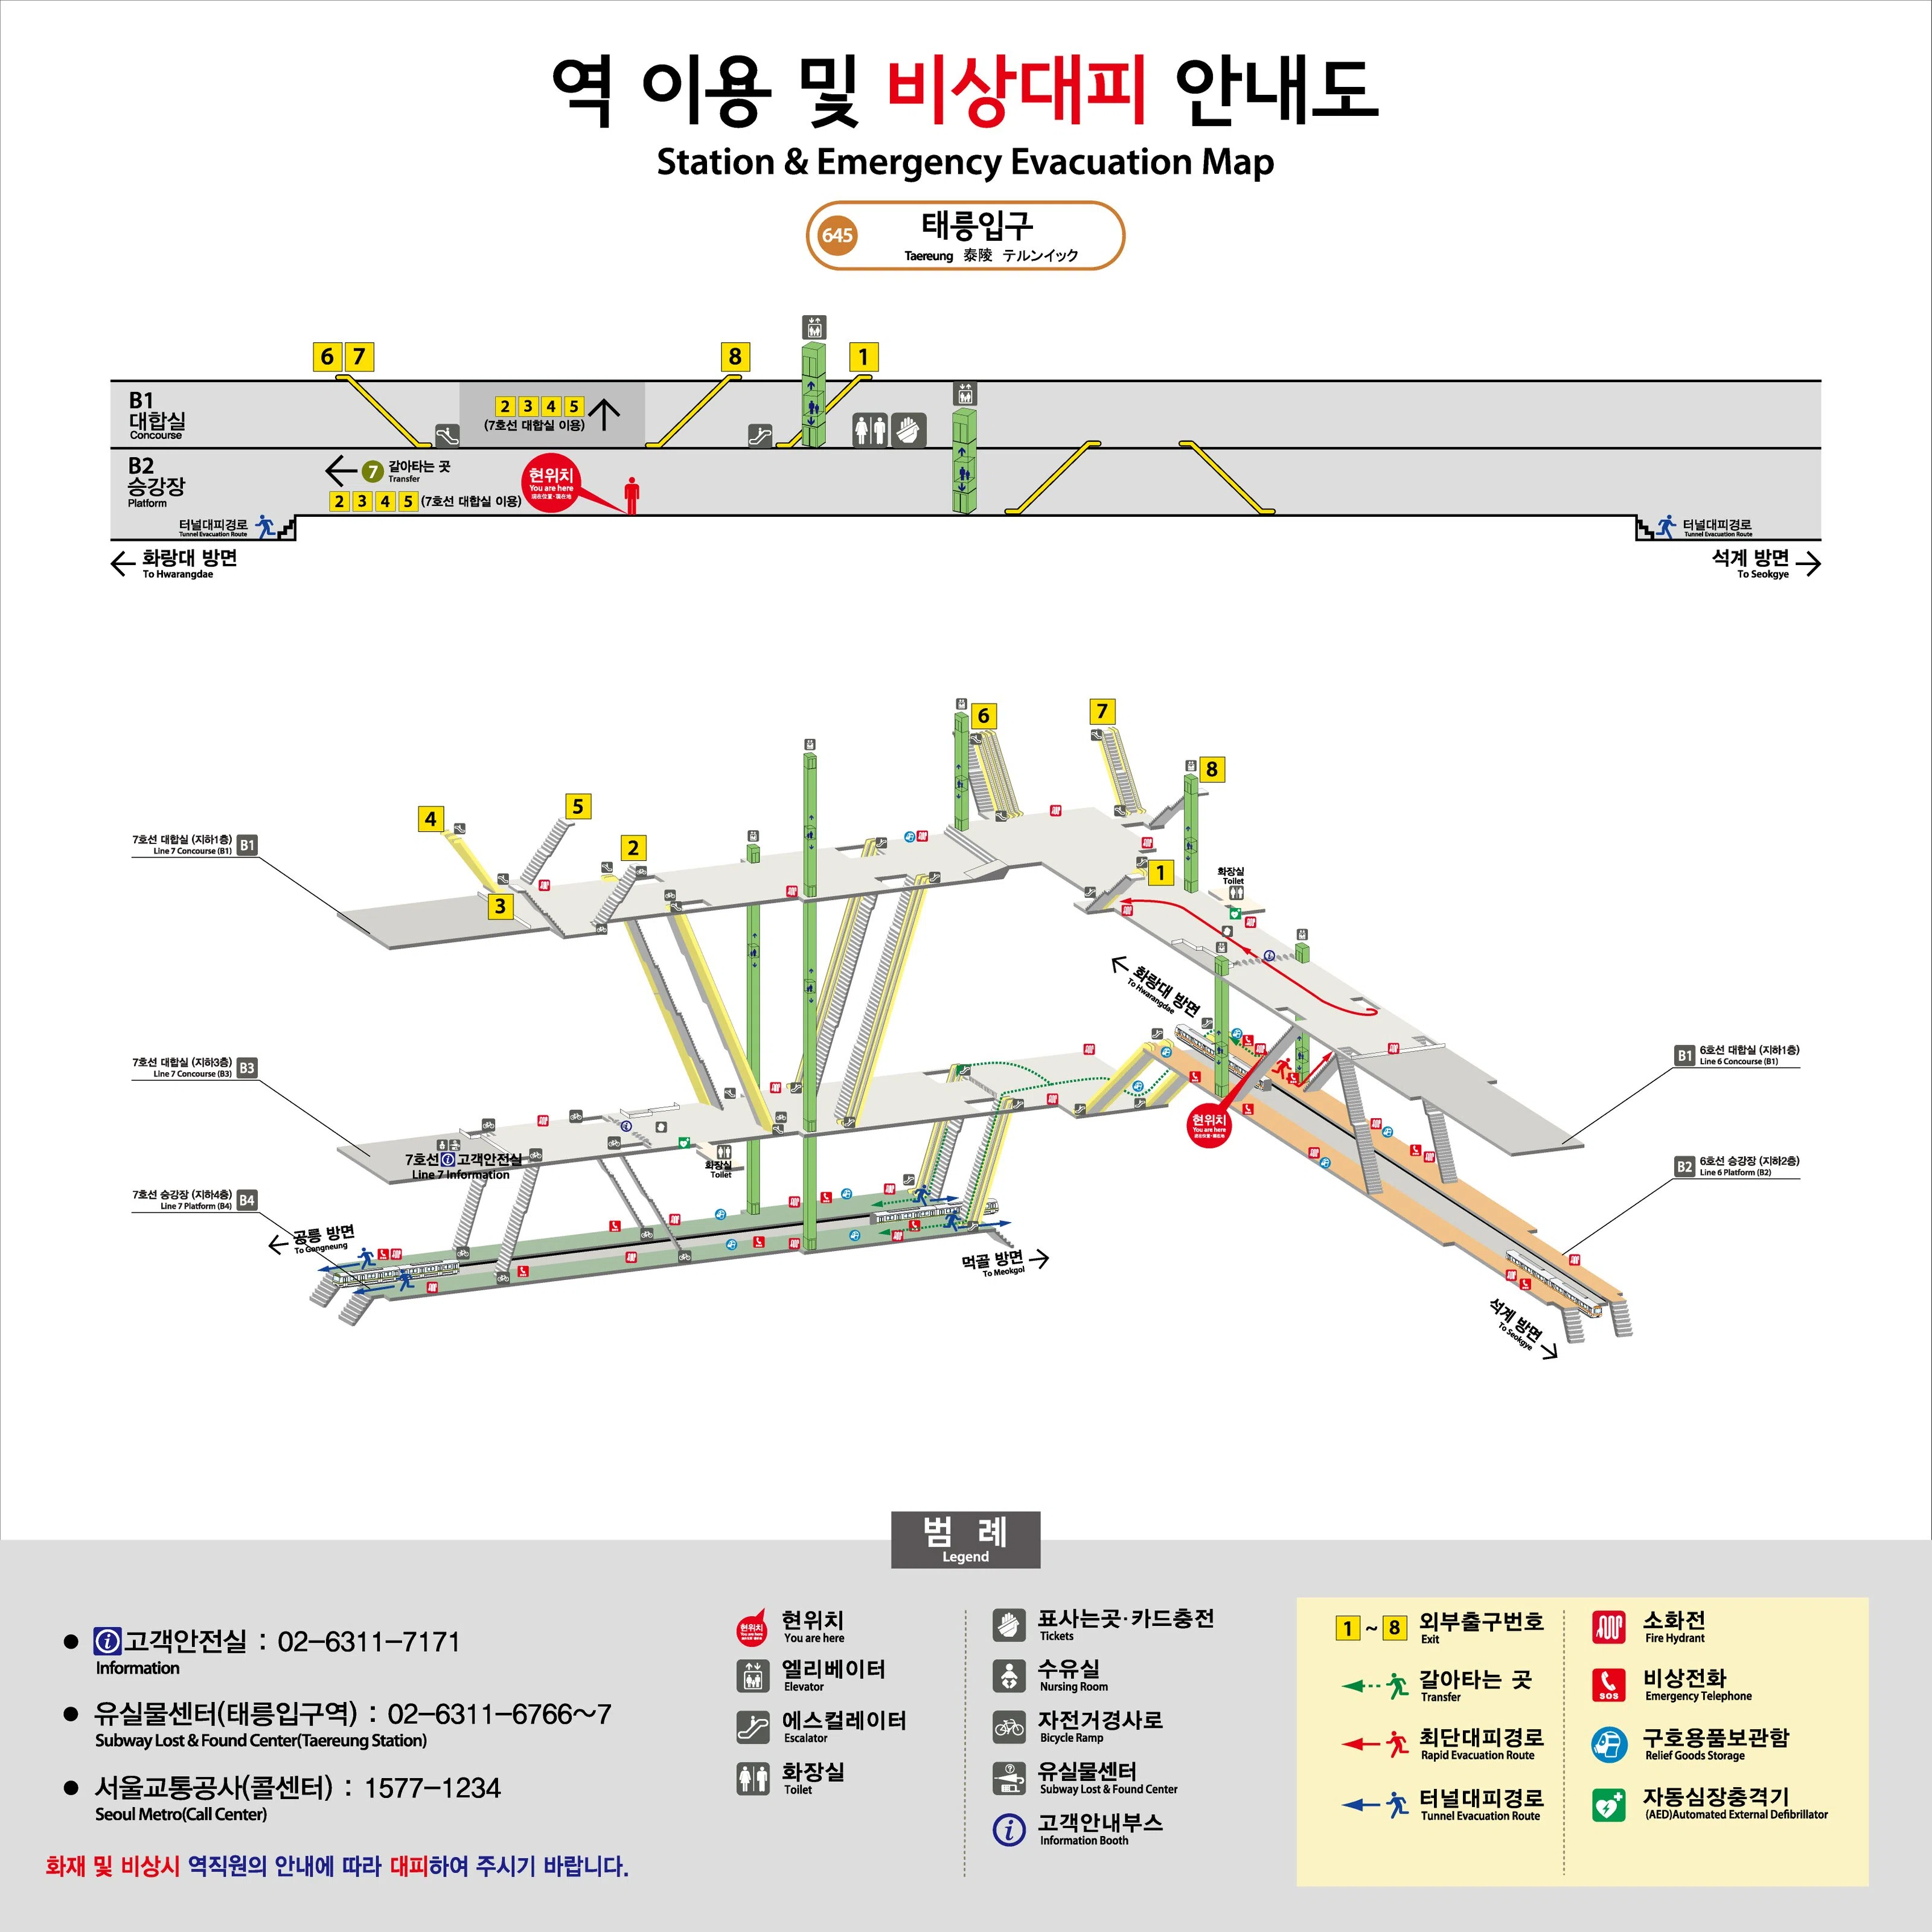 역 이용 및 비상대피 안내도
Station & Emergency Evacuation Map
645
태릉입구
Taereung 泰陵 テルンイック
6 7
8
1
B1
대합실
Concourse
2 3 4 5
(7호선 대합실 이용)
B2
승강장
Platform
7 갈아타는 곳
Transfer
2 3 4 5 (7호선 대합실 이용)
현위치
You are here
터널대피경로
Tunnel Evacuation Route
터널대피경로
Tunnel Evacuation Route
화랑대 방면
To Hwarangdae
석계 방면
To Seokgye
6
7
8
5
4
2
1
3
7호선 대합실 (지하1층) B1
Line 7 Concourse (B1)
화장실
Toilet
화랑대 방면
To Hwarangdae
7호선 대합실 (지하3층) B3
Line 7 Concourse (B3)
B1 6호선 대합실 (지하1층)
Line 6 Concourse (B1)
현위치
You are here
7호선 고객안전실
Line 7 Information
화장실
Toilet
B2 6호선 승강장 (지하2층)
Line 6 Platform (B2)
7호선 승강장 (지하4층) B4
Line 7 Platform (B4)
공릉 방면
To Gongneung
먹골 방면
To Meokgol
석계 방면
To Seokgye
범 례
Legend
고객안전실 : 02-6311-7171
Information
유실물센터(태릉입구역) : 02-6311-6766~7
Subway Lost & Found Center(Taereung Station)
서울교통공사(콜센터) : 1577-1234
Seoul Metro(Call Center)
화재 및 비상시 역직원의 안내에 따라 대피하여 주시기 바랍니다.
현위치
You are here
엘리베이터
Elevator
에스컬레이터
Escalator
화장실
Toilet
표사는곳·카드충전
Tickets
수유실
Nursing Room
자전거경사로
Bicycle Ramp
유실물센터
Subway Lost & Found Center
고객안내부스
Information Booth
1 ~ 8 외부출구번호
Exit
갈아타는 곳
Transfer
최단대피경로
Rapid Evacuation Route
터널대피경로
Tunnel Evacuation Route
소화전
Fire Hydrant
SOS
비상전화
Emergency Telephone
구호용품보관함
Relief Goods Storage
자동심장충격기
(AED)Automated External Defibrillator